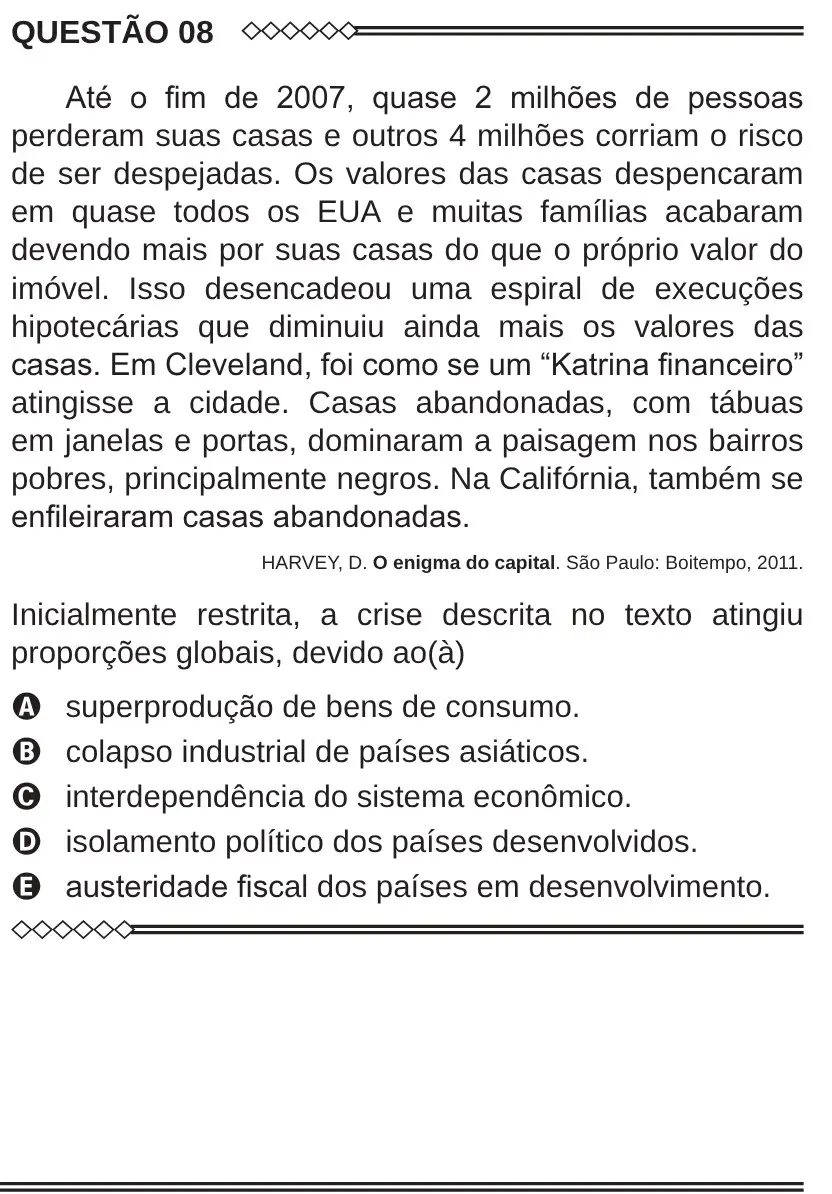 QUESTÃO 08
Até o fim de 2007, quase 2 milhões de pessoas
perderam suas casas e outros 4 milhões corriam o risco
de ser despejadas. Os valores das casas despencaram
em quase todos os EUA e muitas famílias acabaram
devendo mais por suas casas do que o próprio valor do
imóvel. Isso desencadeou uma espiral de execuções
hipotecárias que diminuiu ainda mais os valores das
casas. Em Cleveland, foi como se um “Katrina financeiro”
atingisse a cidade. Casas abandonadas, com tábuas
em janelas e portas, dominaram a paisagem nos bairros
pobres, principalmente negros. Na Califórnia, também se
enfileiraram casas abandonadas.
HARVEY, D. O enigma do capital. São Paulo: Boitempo, 2011.
Inicialmente restrita, a crise descrita no texto atingiu
proporções globais, devido ao(à)
A superprodução de bens de consumo.
B colapso industrial de países asiáticos.
C interdependência do sistema econômico.
D isolamento político dos países desenvolvidos.
E austeridade fiscal dos países em desenvolvimento.